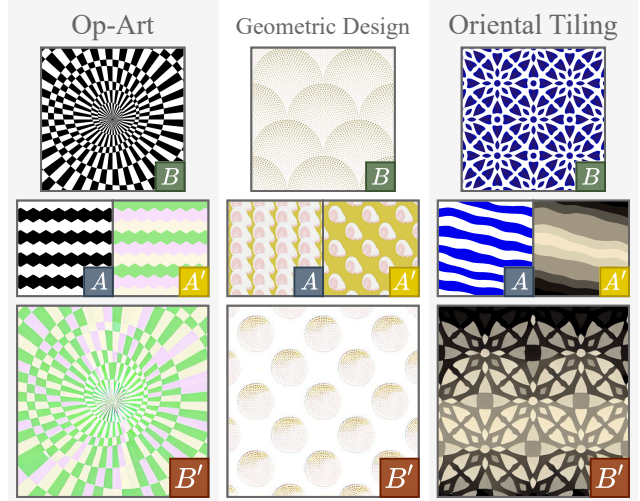 Op-Art
Geometric Design
Oriental Tiling
B
B
B
A
A′
A
A′
A
A′
B′
B′
B′